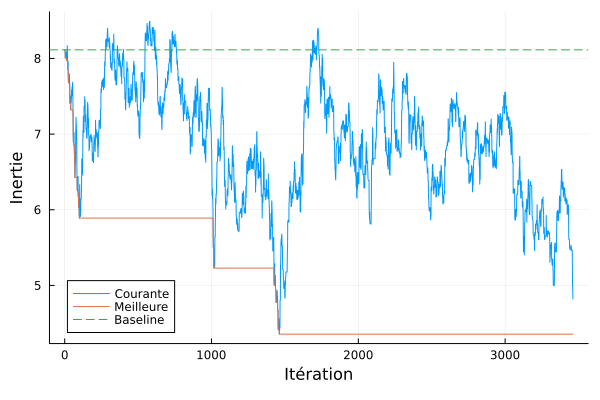 8
7
6
5
Inertie
Courante
Meilleure
Baseline
0
1000
2000
3000
Itération